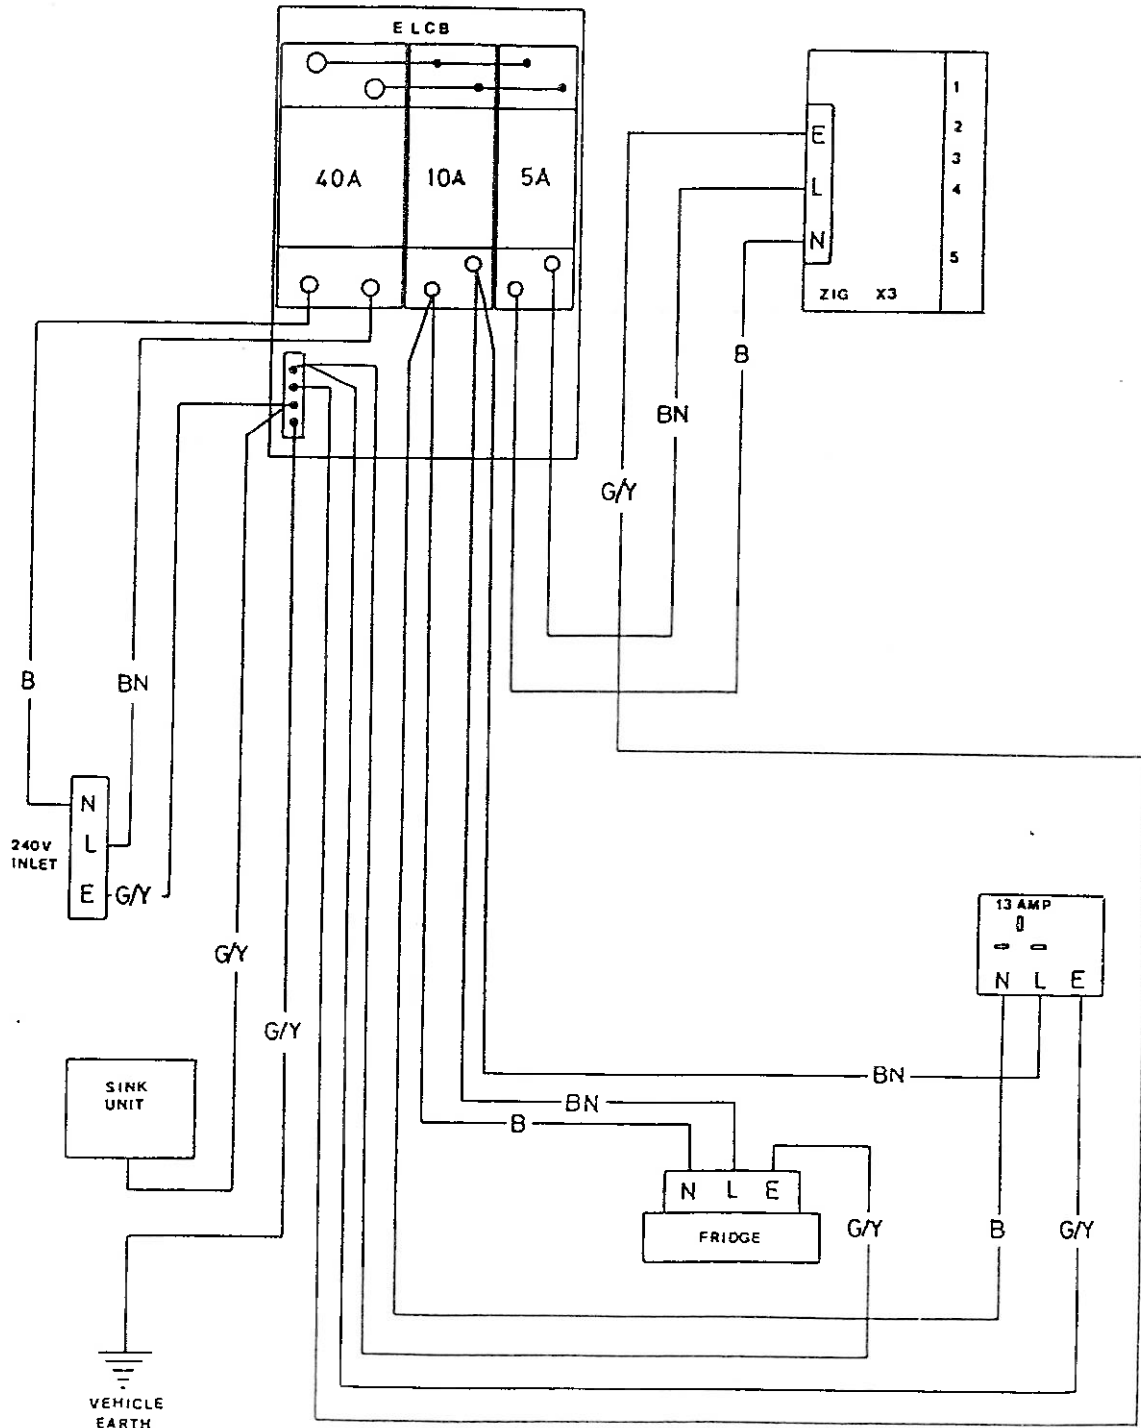 ELCB
40A
10A
5A
E
L
N
ZIG X3
1
2
3
4
5
B
BN
G/Y
B
BN
240V
INLET
N
L
E
G/Y
G/Y
G/Y
SINK
UNIT
VEHICLE
EARTH
13 AMP
N L E
BN
BN
B
N L E
FRIDGE
G/Y
B
G/Y